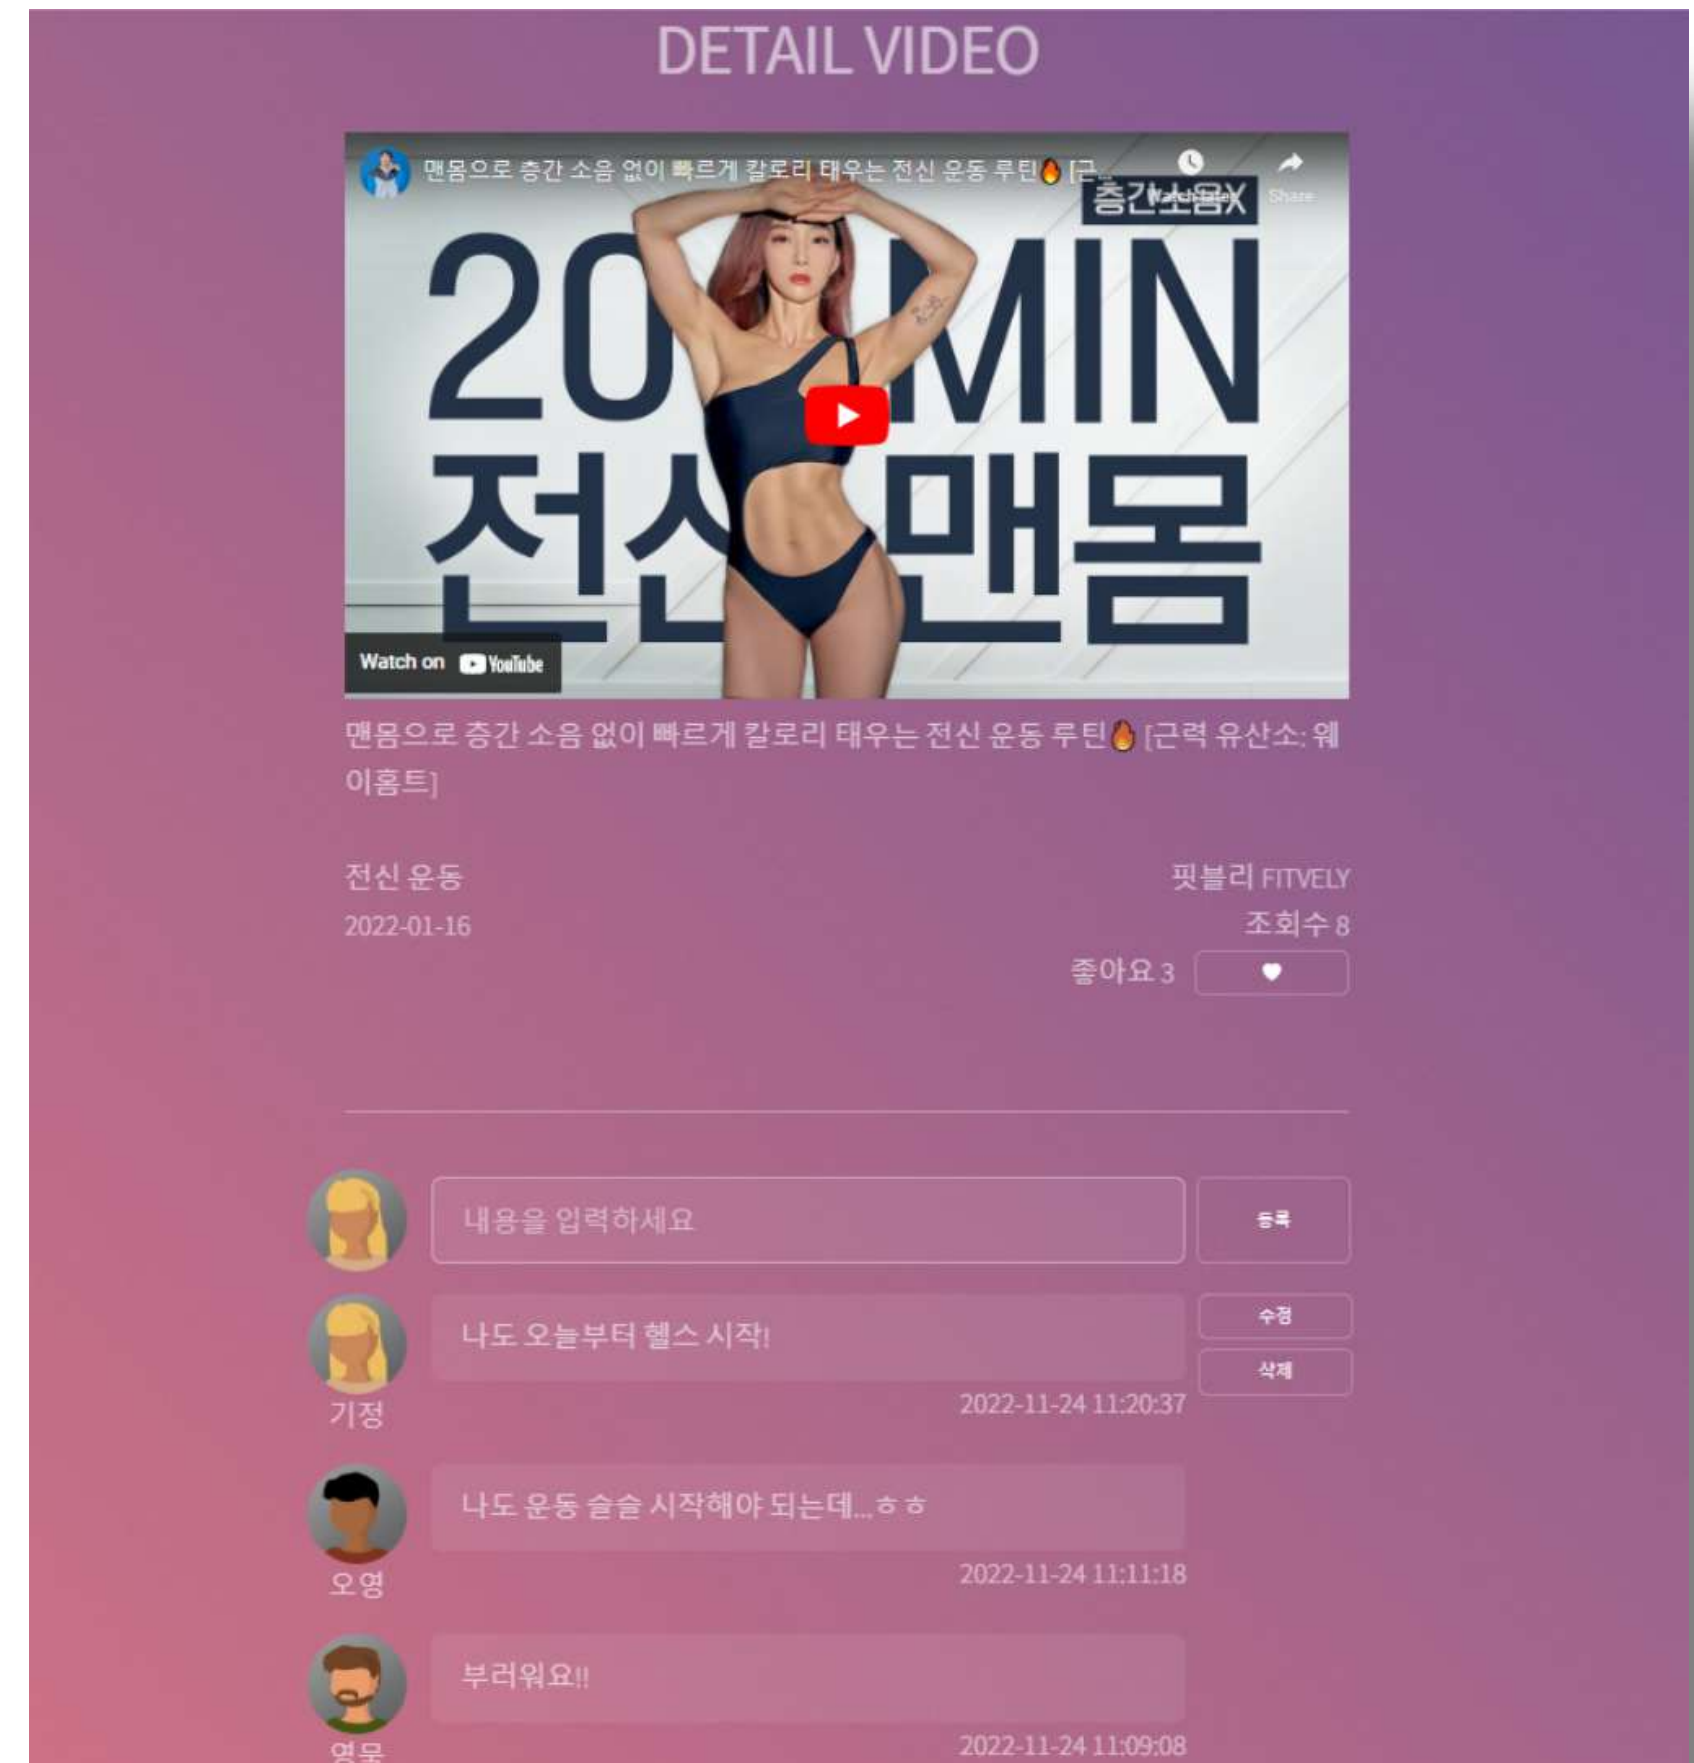 DETAIL VIDEO
맨몸으로 층간 소음 없이 빠르게 칼로리 태우는 전신 운동 루틴🔥 [근...
Watch later
Share
층간소음X
20 MIN
전신 맨몸
Watch on YouTube
맨몸으로 층간 소음 없이 빠르게 칼로리 태우는 전신 운동 루틴🔥 [근력 유산소: 웨
이홈트]
전신 운동
핏블리 FITVELY
2022-01-16
조회수 8
좋아요 3
내용을 입력하세요
등록
나도 오늘부터 헬스 시작!
수정
삭제
2022-11-24 11:20:37
기정
나도 운동 슬슬 시작해야 되는데...ㅎㅎ
2022-11-24 11:11:18
오영
부러워요!!
2022-11-24 11:09:08